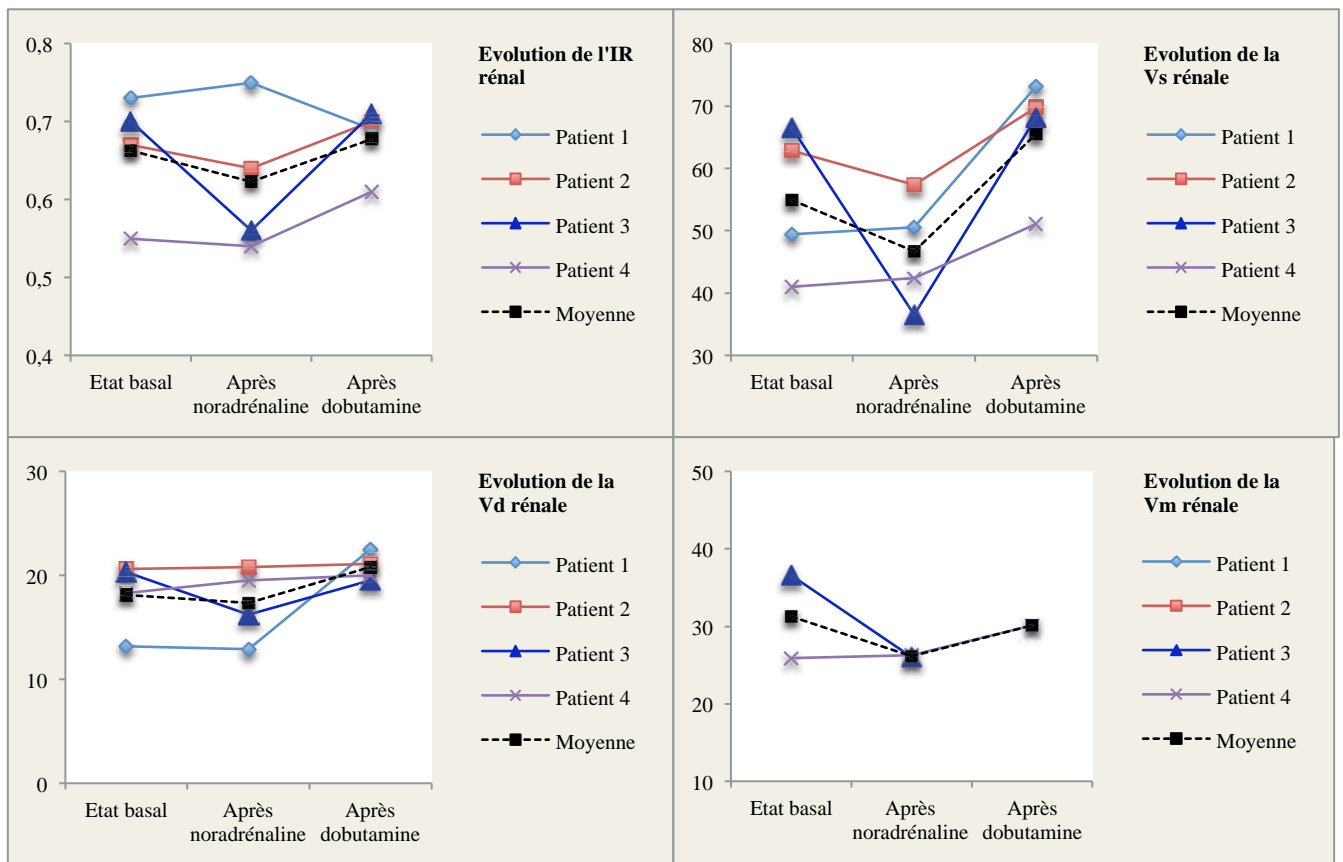 0,8
0,7
0,6
0,5
0,4
Etat basal
Après
noradrénaline
Après
dobutamine
Evolution de l'IR
rénal
Patient 1
Patient 2
Patient 3
Patient 4
Moyenne
80
70
60
50
40
30
Etat basal
Après
noradrénaline
Après
dobutamine
Evolution de la
Vs rénale
Patient 1
Patient 2
Patient 3
Patient 4
Moyenne
30
20
10
0
Etat basal
Après
noradrénaline
Après
dobutamine
Evolution de la
Vd rénale
Patient 1
Patient 2
Patient 3
Patient 4
Moyenne
50
40
30
20
10
Etat basal
Après
noradrénaline
Après
dobutamine
Evolution de la
Vm rénale
Patient 1
Patient 2
Patient 3
Patient 4
Moyenne